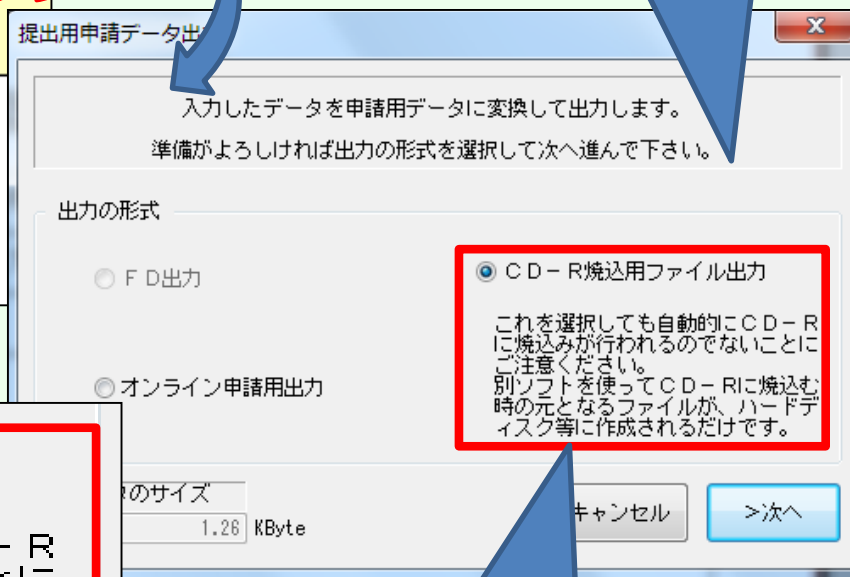 提出用申請データ出
入力したデータを申請用データに変換して出力します。
準備がよろしければ出力の形式を選択して次へ進んで下さい。
出力の形式
ＦＤ出力
ＣＤ－Ｒ焼込用ファイル出力
これを選択しても自動的にＣＤ－Ｒ
に焼込みが行われるのでないことに
ご注意ください。
別ソフトを使ってＣＤ－Ｒに焼込む
時の元となるファイルが、ハードデ
ィスク等に作成されるだけです。
オンライン申請用出力
のサイズ
1.26 KByte
キャンセル
>次へ
－Ｒ
に